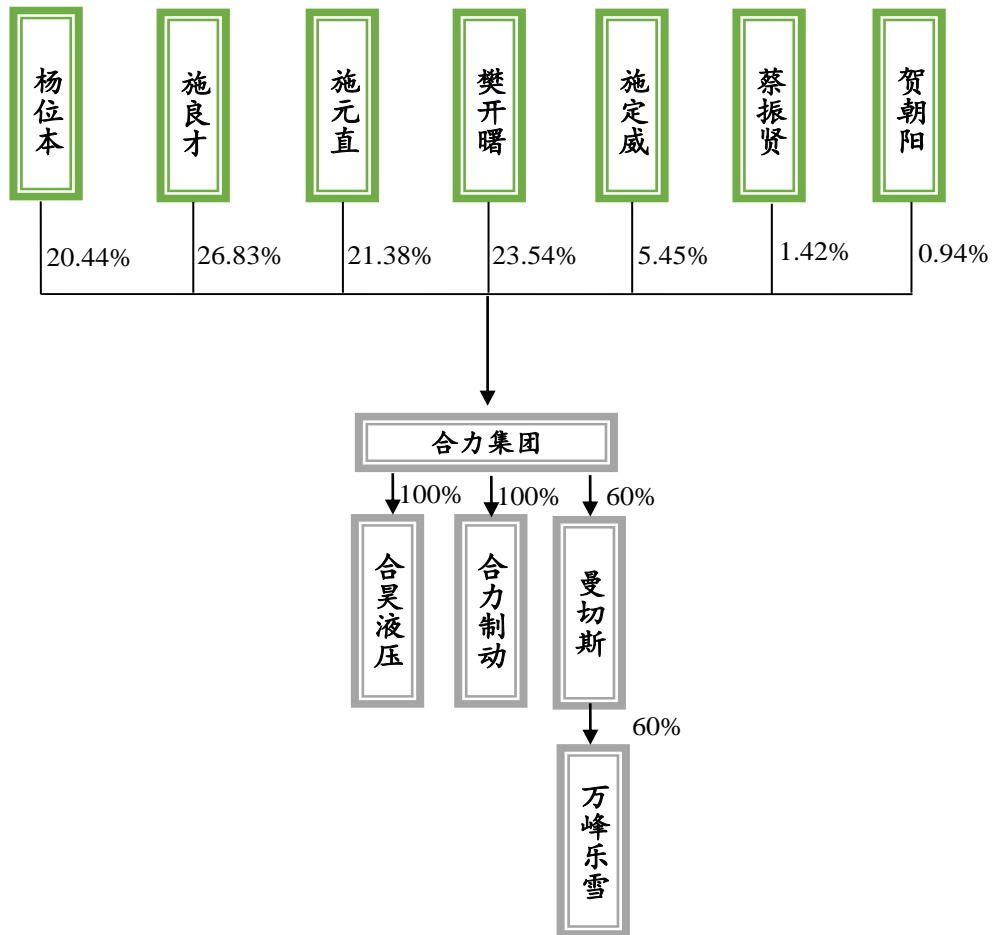 杨位本
施良才
施元直
樊开曙
施定威
蔡振贤
贺朝阳
20.44%
26.83%
21.38%
23.54%
5.45%
1.42%
0.94%
合力集团
100%
100%
60%
合昊液压
合力制动
曼切斯
60%
万峰乐雪